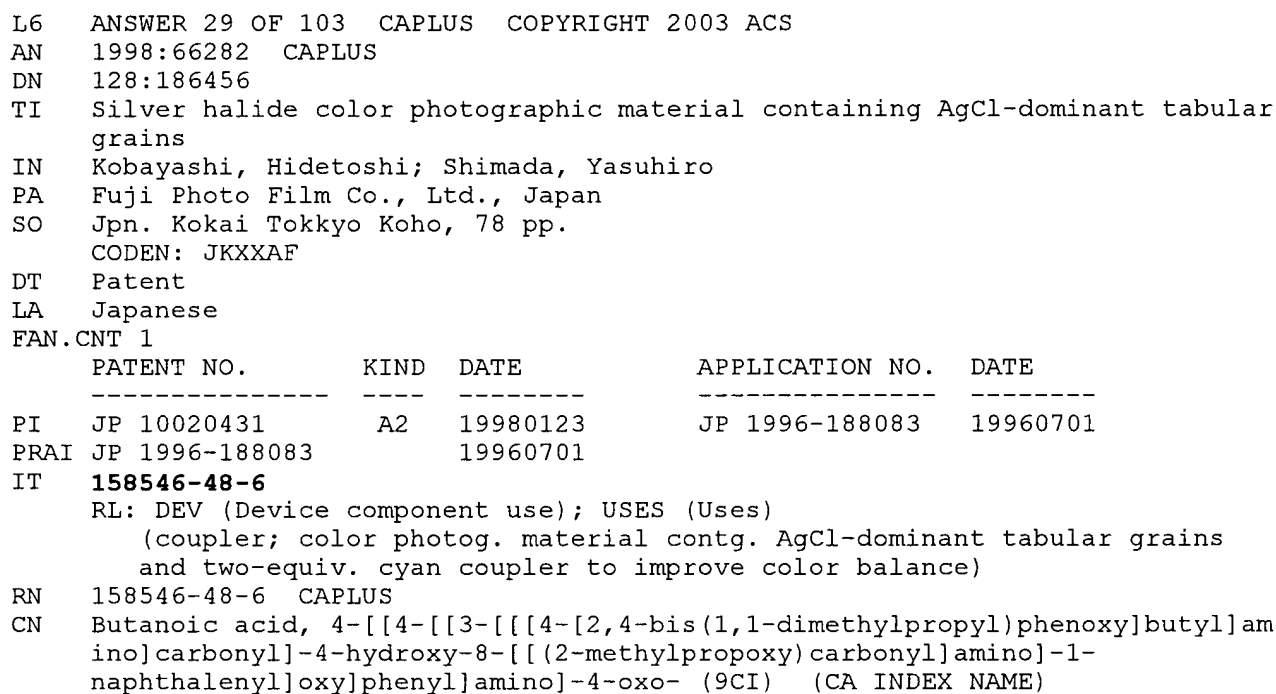 L6 ANSWER 29 OF 103 CAPLUS COPYRIGHT 2003 ACS
AN 1998:66282 CAPLUS
DN 128:186456
TI Silver halide color photographic material containing AgCl-dominant tabular
grains
IN Kobayashi, Hidetoshi; Shimada, Yasuhiro
PA Fuji Photo Film Co., Ltd., Japan
SO Jpn. Kokai Tokkyo Koho, 78 pp.
CODEN: JKXXAF
DT Patent
LA Japanese
FAN.CNT 1
PATENT NO. KIND DATE APPLICATION NO. DATE
--------------- ---- -------- --------------- --------
PI JP 10020431 A2 19980123 JP 1996-188083 19960701
PRAI JP 1996-188083 19960701
IT 158546-48-6
RL: DEV (Device component use); USES (Uses)
(coupler; color photog. material contg. AgCl-dominant tabular grains
and two-equiv. cyan coupler to improve color balance)
RN 158546-48-6 CAPLUS
CN Butanoic acid, 4-[[4-[[3-[[[4-[2,4-bis(1,1-dimethylpropyl)phenoxy]butyl]am
ino]carbonyl]-4-hydroxy-8-[[(2-methylpropoxy)carbonyl]amino]-1-
naphthalenyl]oxy]phenyl]amino]-4-oxo- (9CI) (CA INDEX NAME)